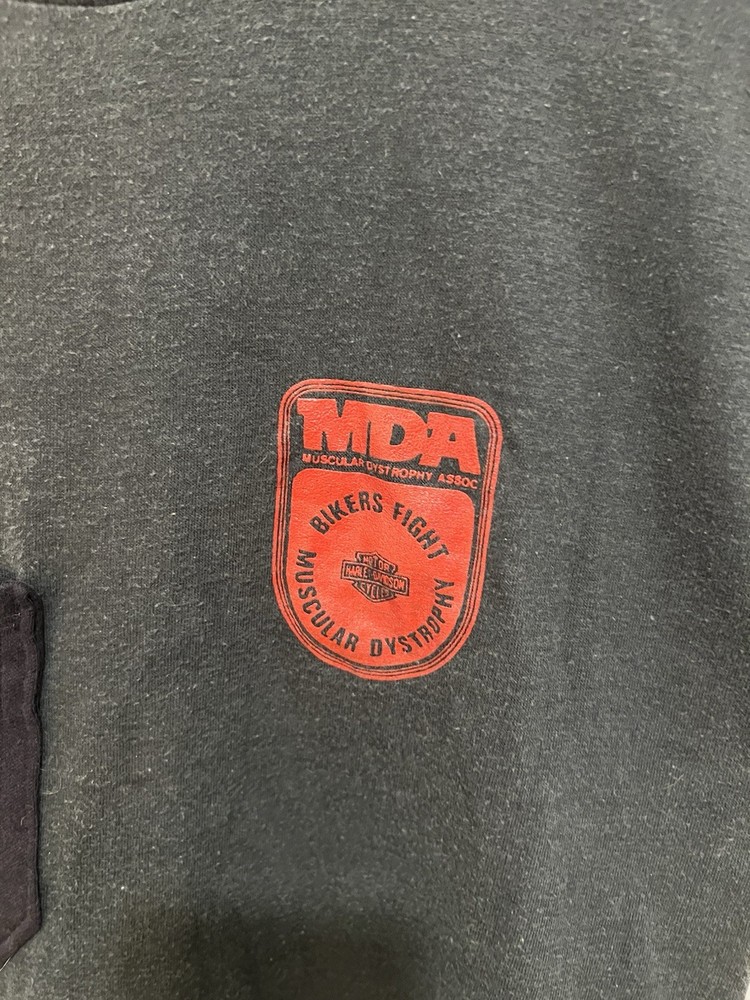 MDA
MUSCULAR DYSTROPHY ASSOC
BIKERS FIGHT
MUSCULAR DYSTROPHY
MOTOR
HARLEY-DAVIDSON
CYCLES